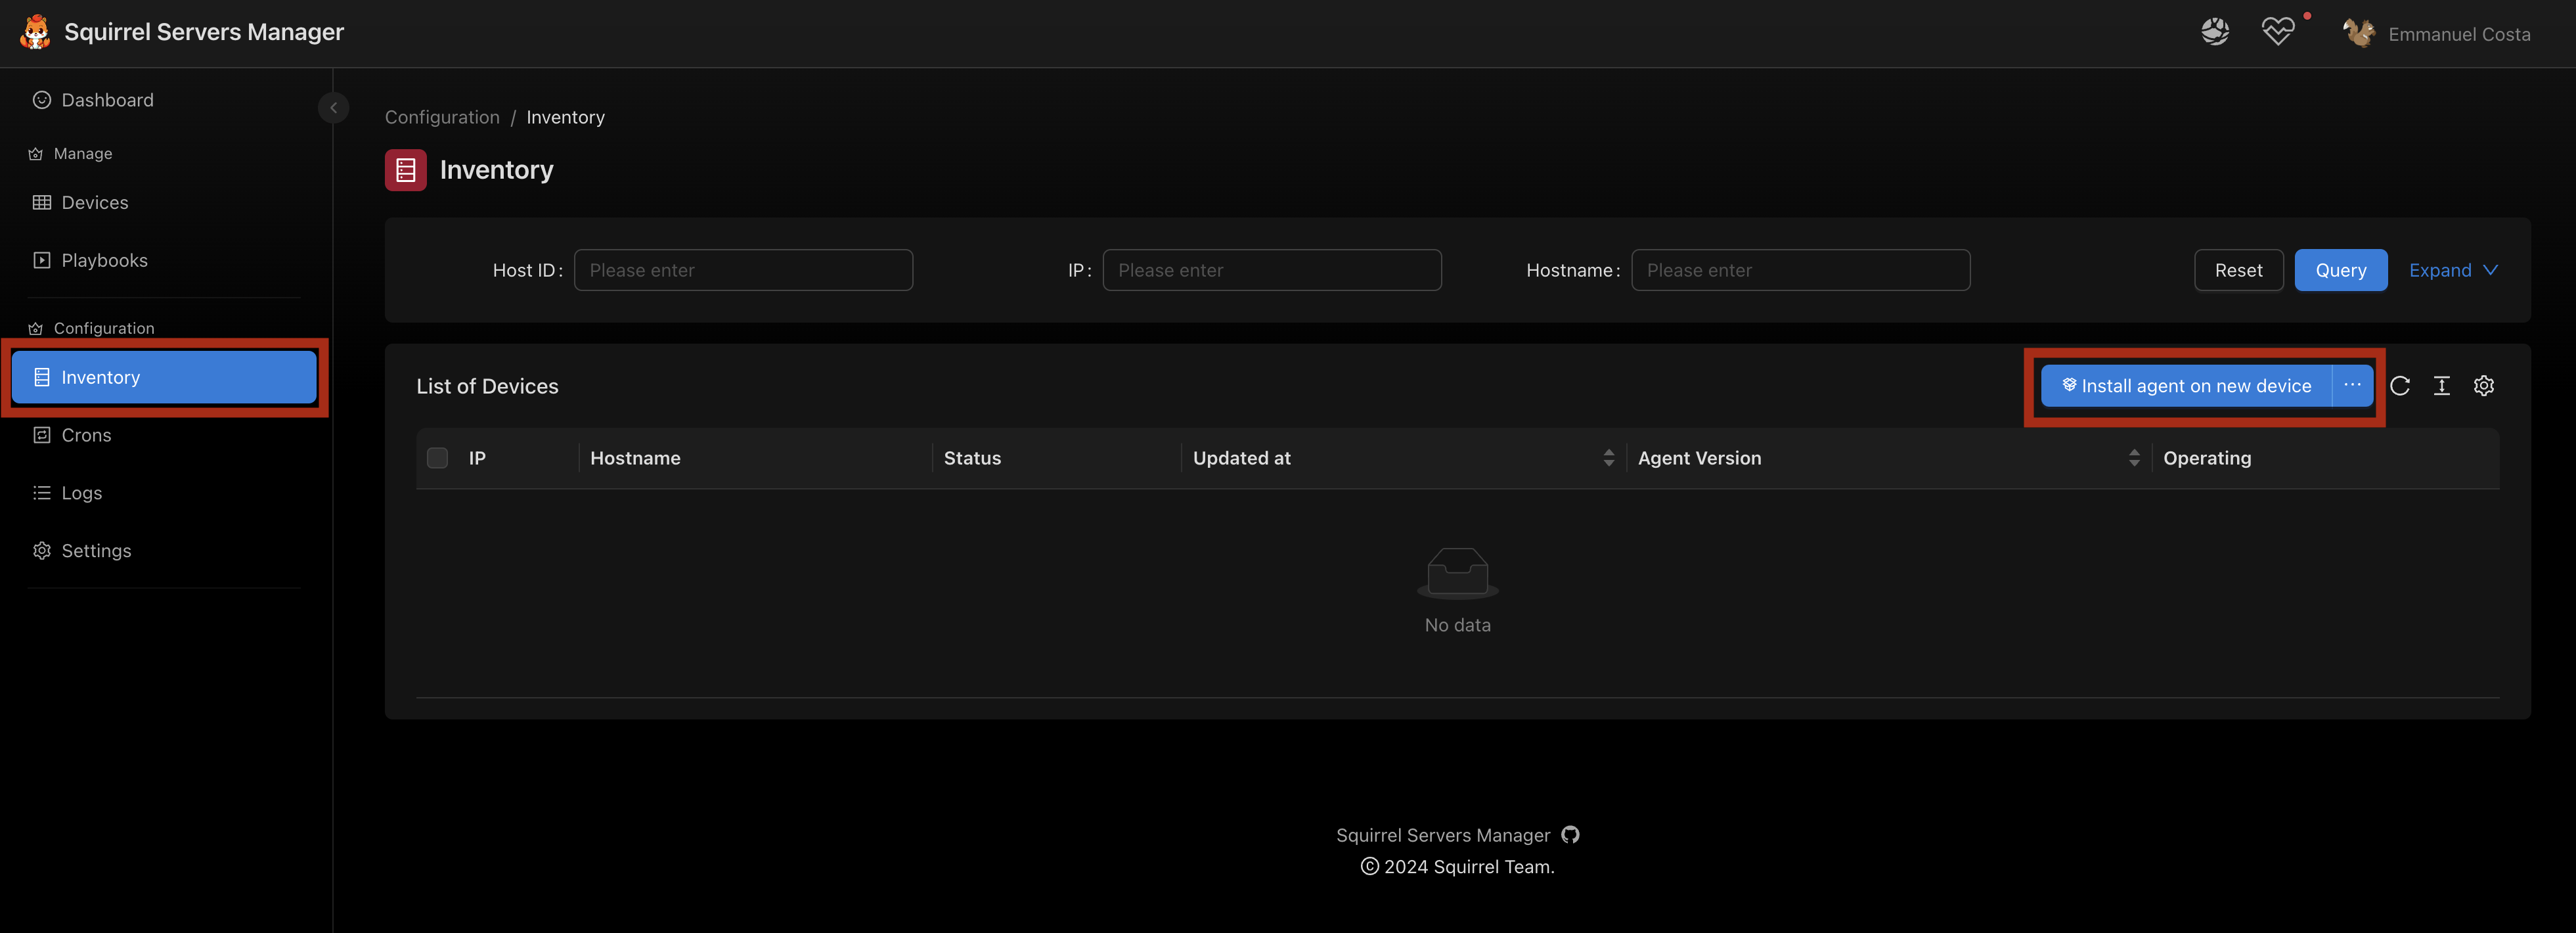 Squirrel Servers Manager
Emmanuel Costa
Dashboard
Manage
Devices
Playbooks
Configuration
Inventory
Crons
Logs
Settings
Configuration / Inventory
Inventory
Host ID : Please enter
IP : Please enter
Hostname : Please enter
Reset
Query
Expand
List of Devices
Install agent on new device ...
IP Hostname Status Updated at Agent Version Operating
No data
Squirrel Servers Manager
© 2024 Squirrel Team.